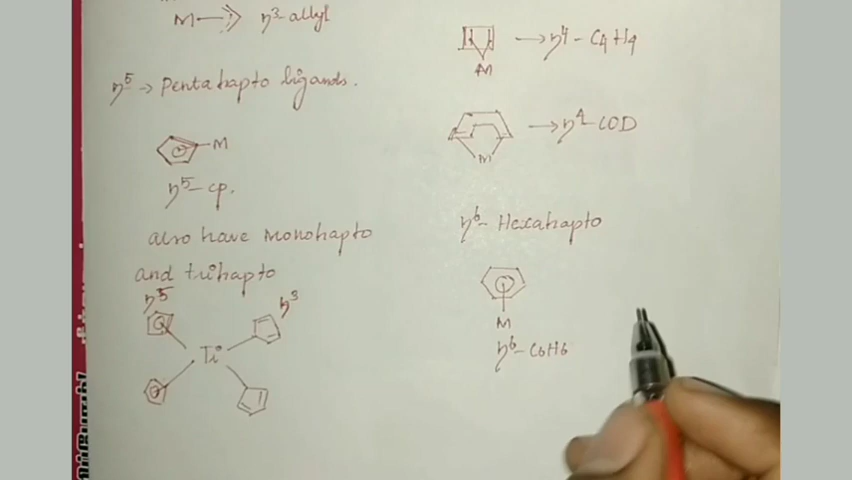 M → η³-allyl
η⁵ → Pentahapto ligands.
M
η⁵-cp.
also have Monohapto
and trihapto
η⁵ η³
Ti
M
→ η⁴- C4H4
M
→ η⁴-COD
η⁶- Hexahapto
M
η⁶- C6H6